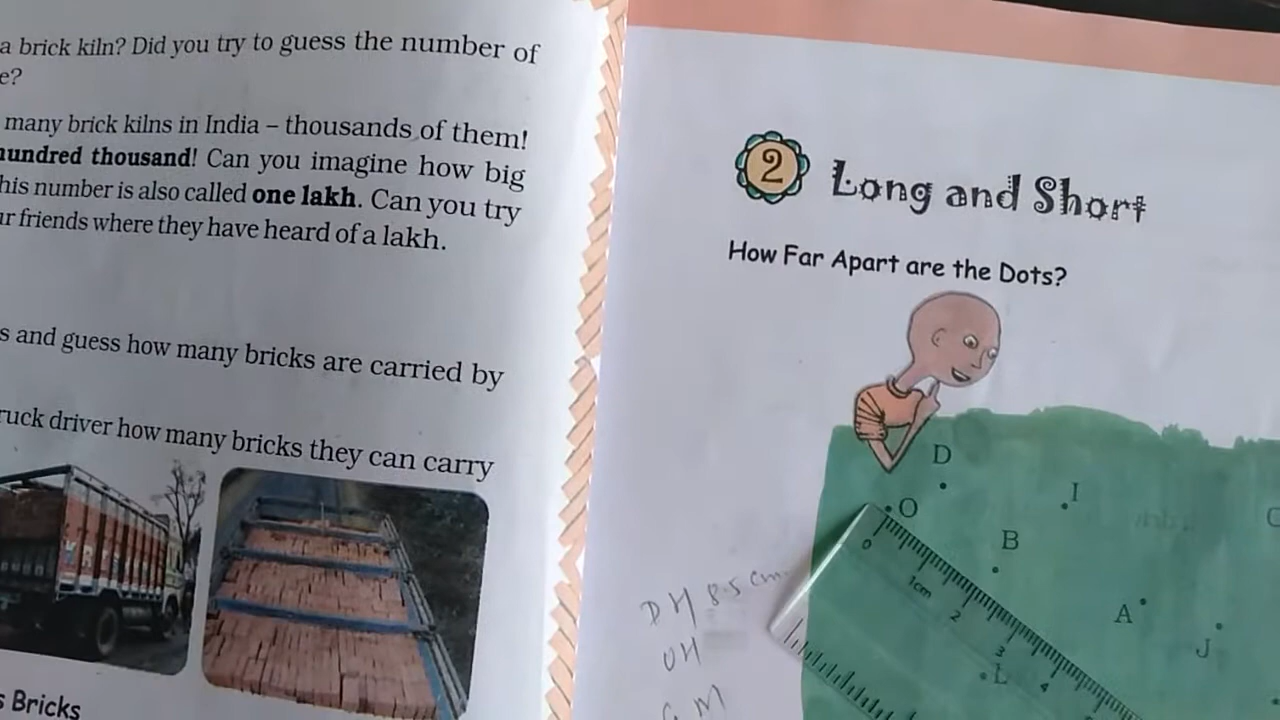 a brick kiln? Did you try to guess the number of
e?
many brick kilns in India – thousands of them!
hundred thousand! Can you imagine how big
his number is also called one lakh. Can you try
ur friends where they have heard of a lakh.
s and guess how many bricks are carried by
ruck driver how many bricks they can carry
s Bricks
2 Long and Short
How Far Apart are the Dots?
D
I
O
B
A
J
L
0 1cm 2 3 4
DH 8.5 cm
OH
G M